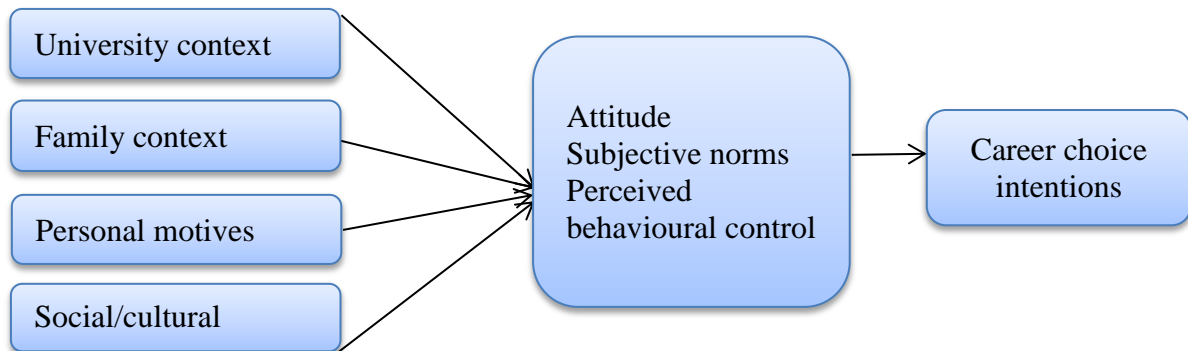 University context
Family context
Personal motives
Social/cultural
Attitude
Subjective norms
Perceived
behavioural control
Career choice
intentions